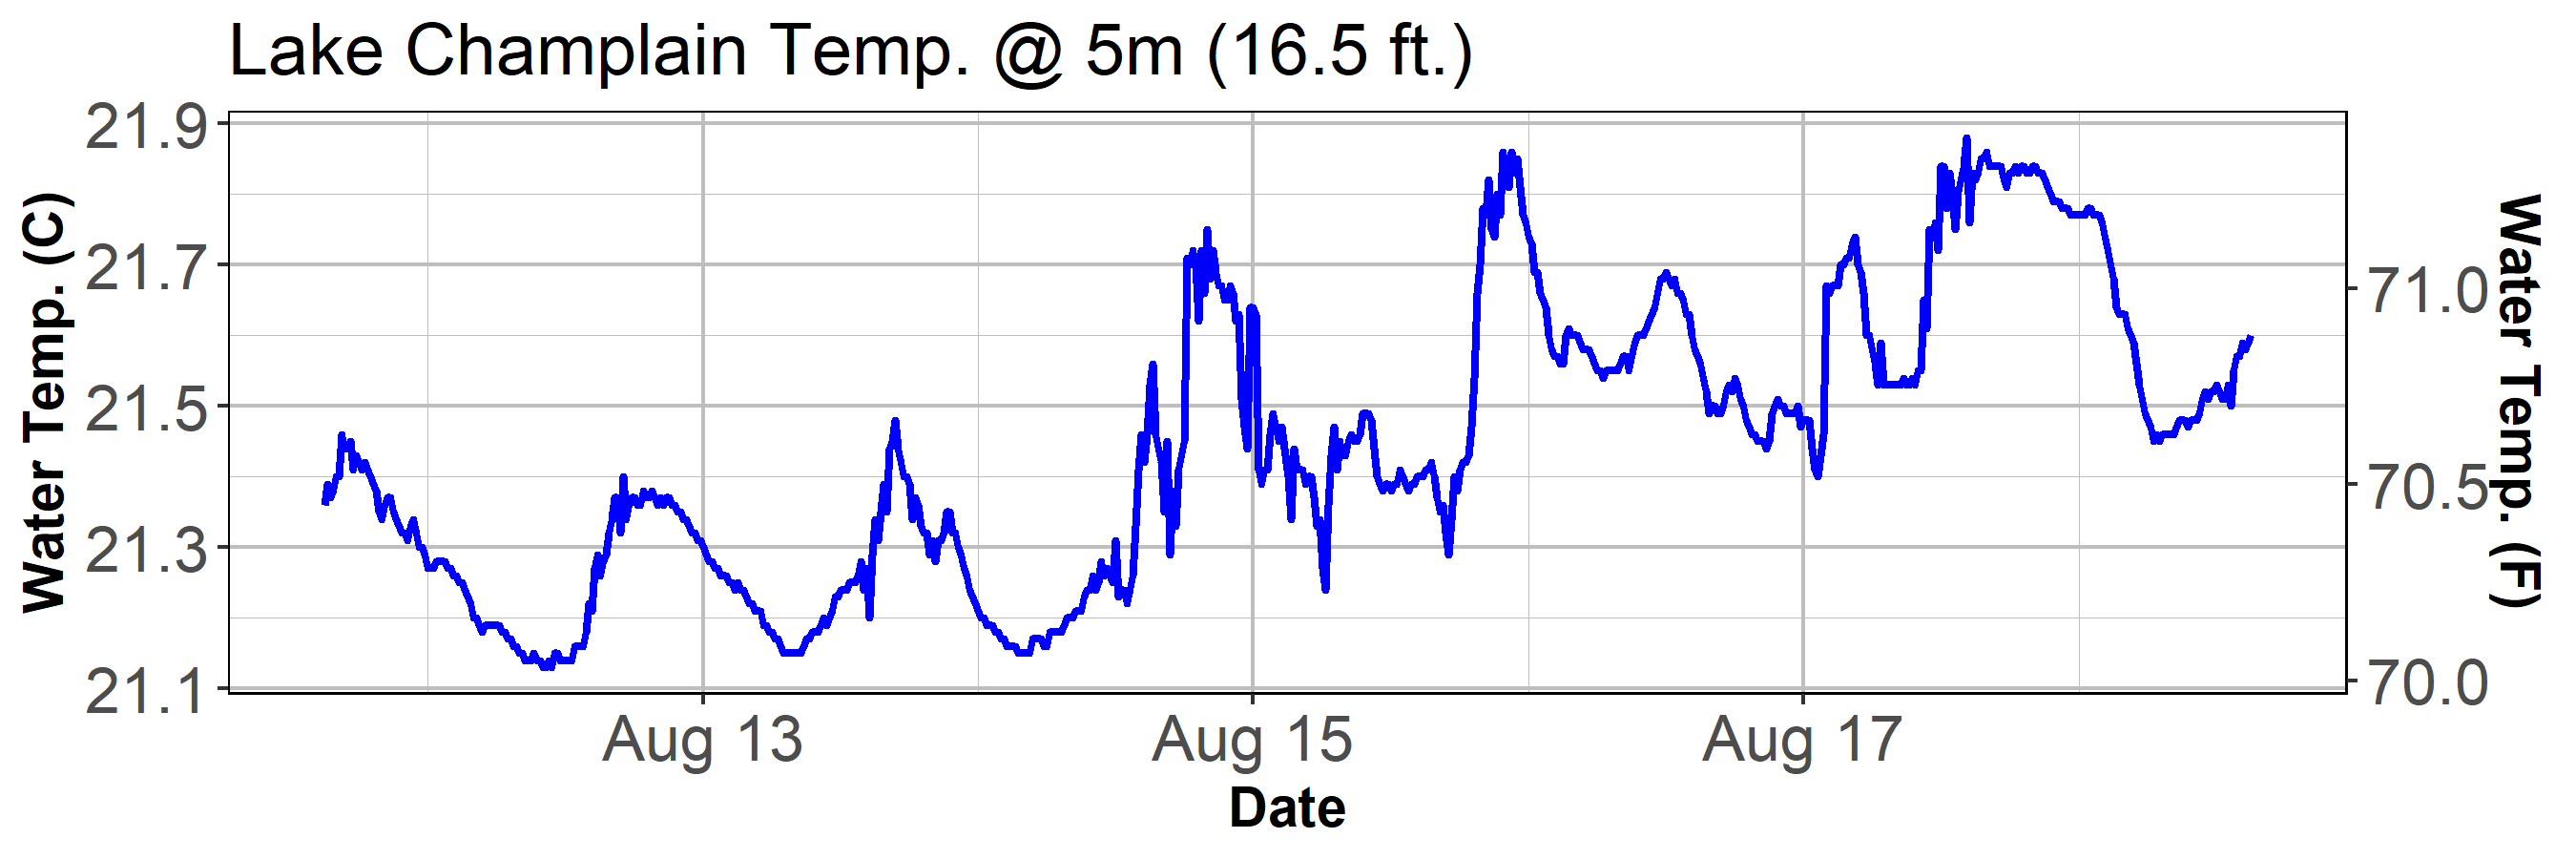 Lake Champlain Temp. @ 5m (16.5 ft.)
Water Temp. (C)
21.9
21.7
21.5
21.3
21.1
71.0
70.5
70.0
Water Temp. (F)
Aug 13 Aug 15 Aug 17
Date